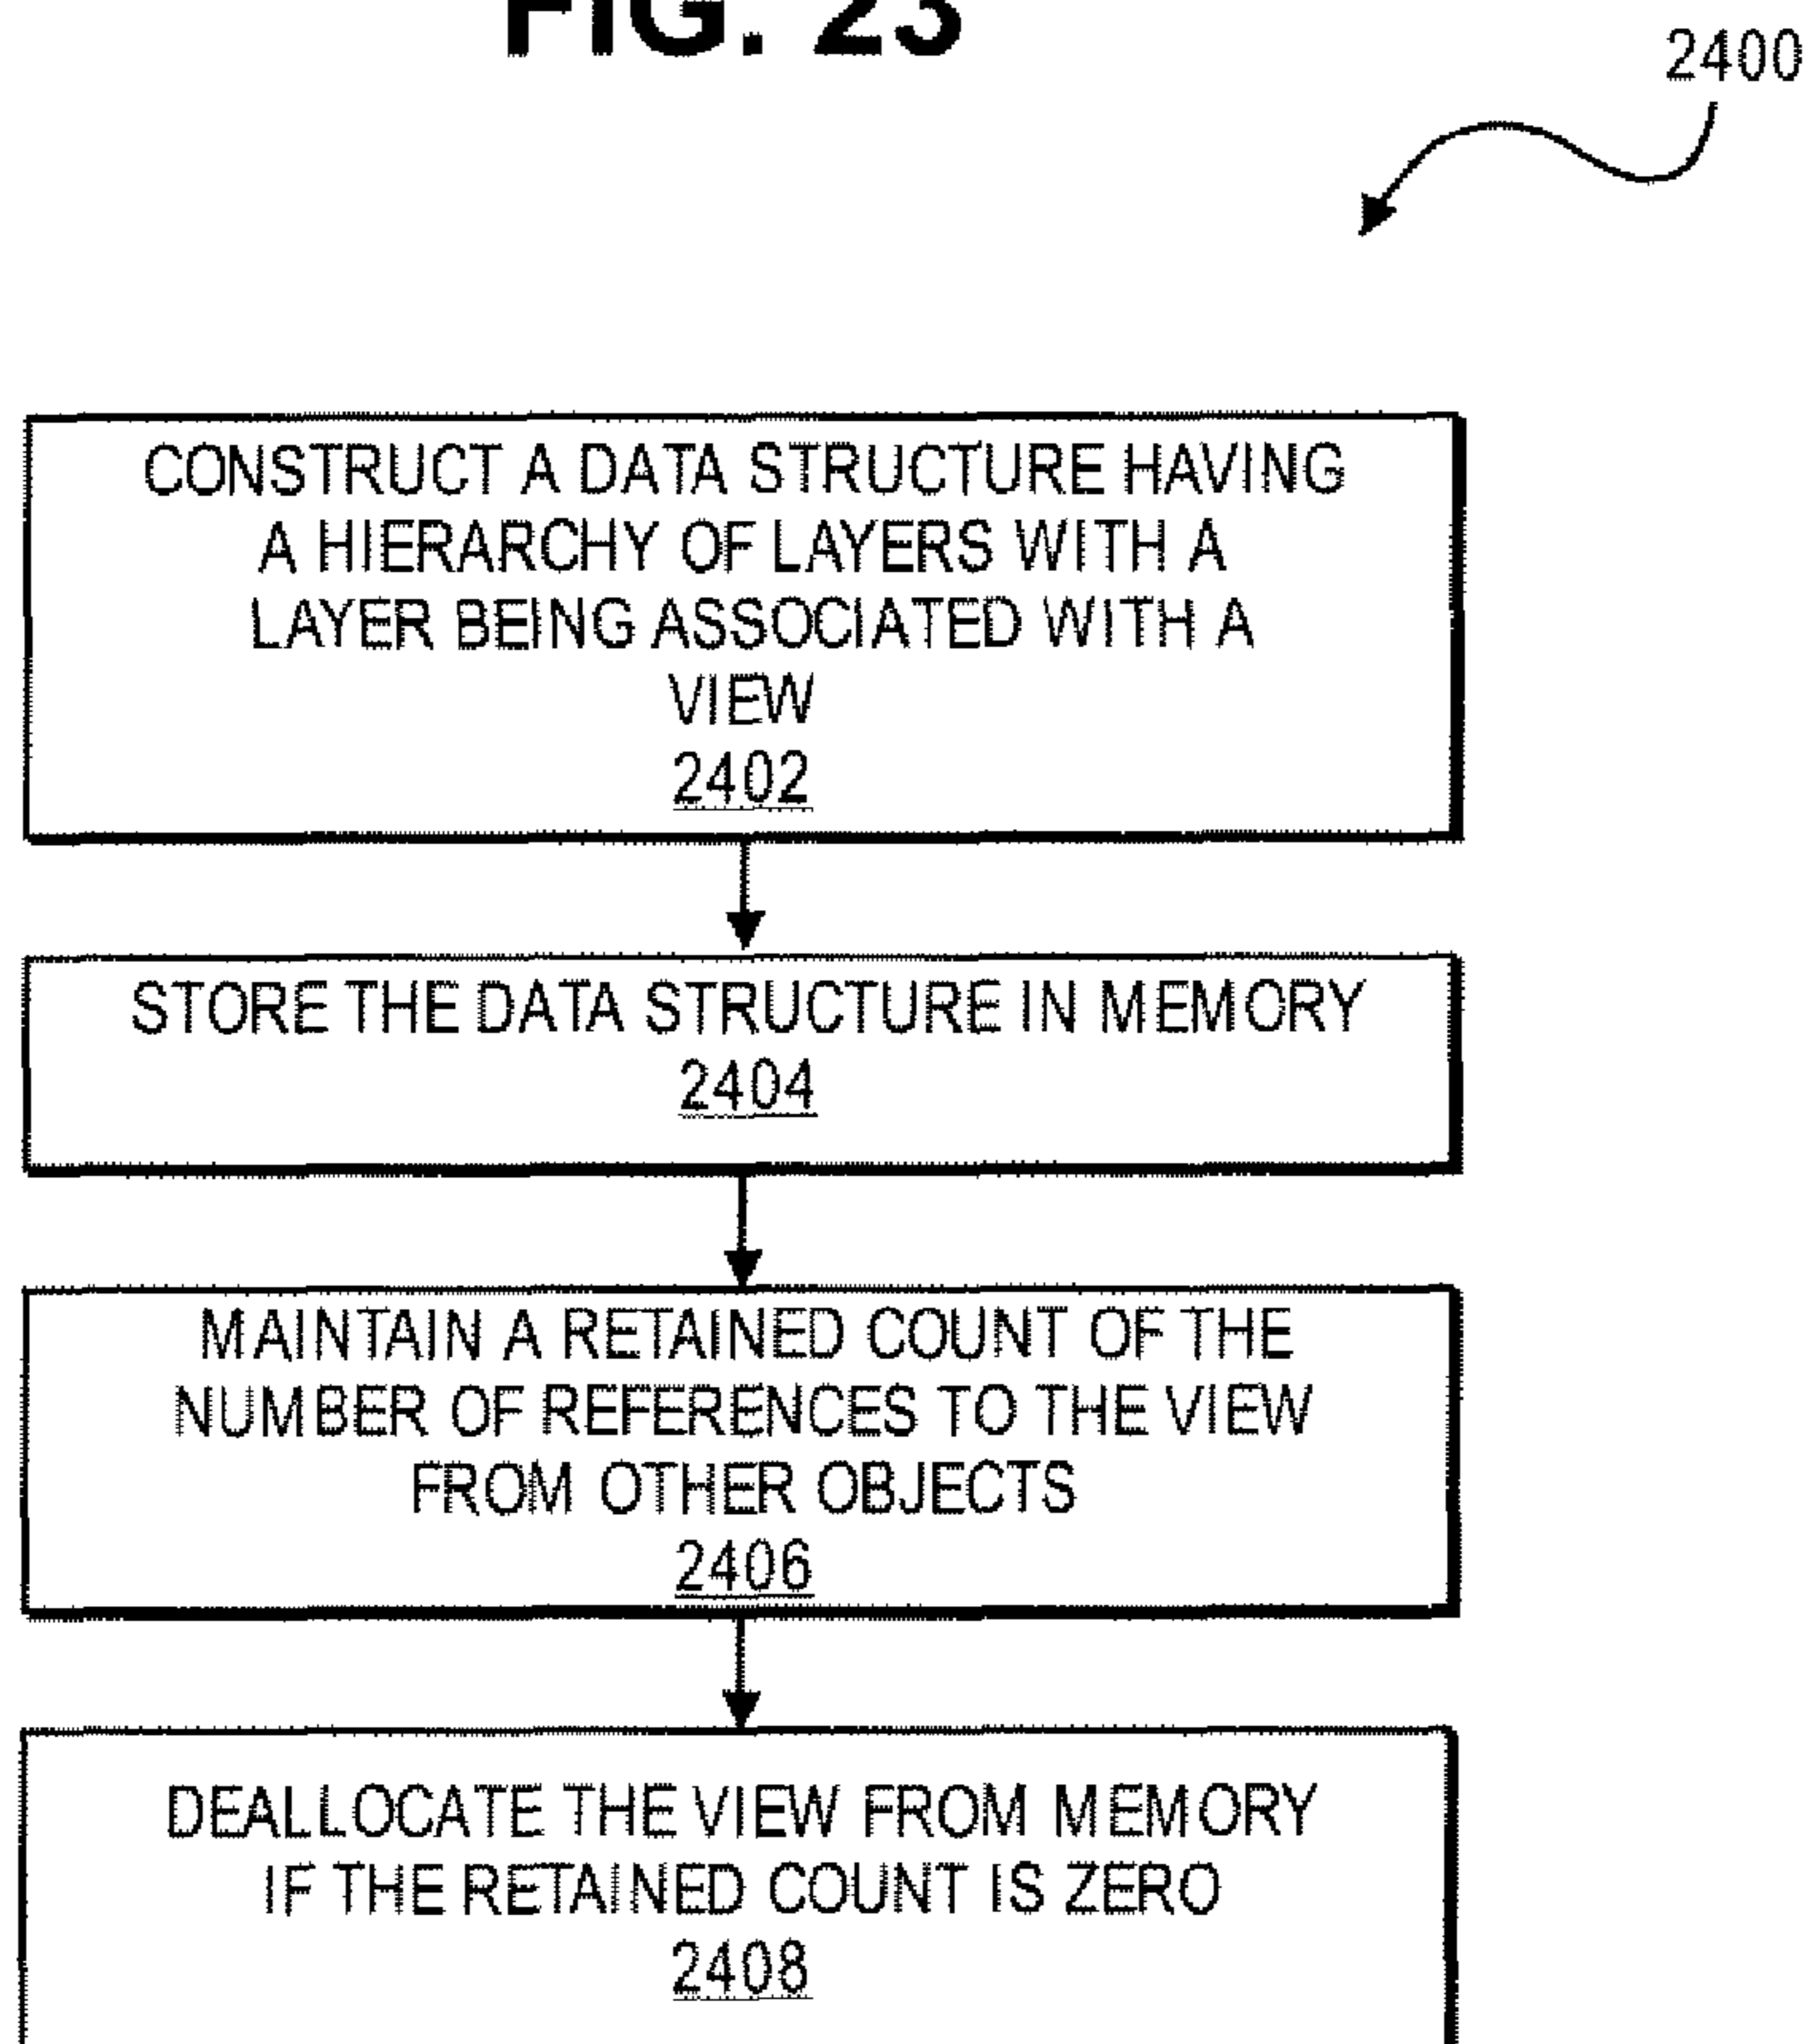 FIG. 23
2400
CONSTRUCT A DATA STRUCTURE HAVING
A HIERARCHY OF LAYERS WITH A
LAYER BEING ASSOCIATED WITH A
VIEW
2402
STORE THE DATA STRUCTURE IN MEMORY
2404
MAINTAIN A RETAINED COUNT OF THE
NUMBER OF REFERENCES TO THE VIEW
FROM OTHER OBJECTS
2406
DEALLOCATE THE VIEW FROM MEMORY
IF THE RETAINED COUNT IS ZERO
2408